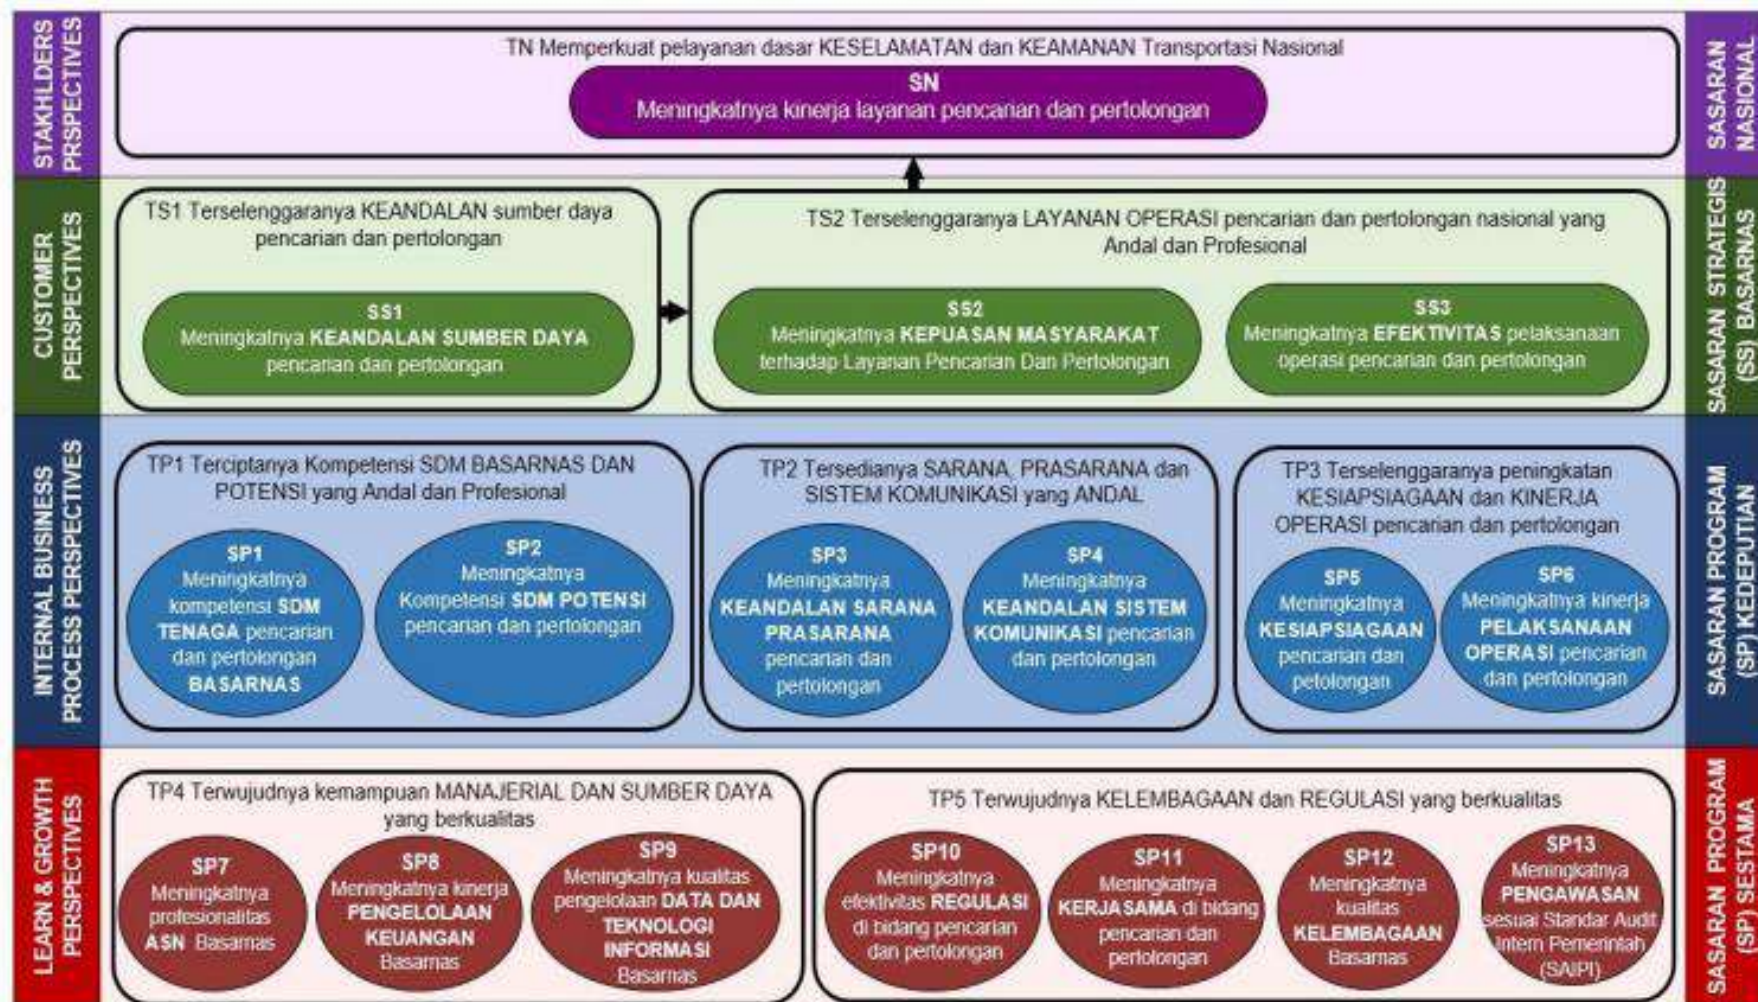 STAKHLDERS
PRSPECTIVES
TN Memperkuat pelayanan dasar KESELAMATAN dan KEAMANAN Transportasi Nasional
SN
Meningkatnya kinerja layanan pencarian dan pertolongan
SASARAN
NASIONAL
CUSTOMER
PERSPECTIVES
TS1 Terselenggaranya KEANDALAN sumber daya
pencarian dan pertolongan
SS1
Meningkatnya KEANDALAN SUMBER DAYA
pencarian dan pertolongan
TS2 Terselenggaranya LAYANAN OPERASI pencarian dan pertolongan nasional yang
Andal dan Profesional
SS2
Meningkatnya KEPUASAN MASYARAKAT
terhadap Layanan Pencarian Dan Pertolongan
SS3
Meningkatnya EFEKTIVITAS pelaksanaan
operasi pencarian dan pertolongan
SASARAN STRATEGIS
(SS) BASARNAS
INTERNAL BUSINESS
PROCESS PERSPECTIVES
TP1 Terciptanya Kompetensi SDM BASARNAS DAN
POTENSI yang Andal dan Profesional
SP1
Meningkatnya
kompetensi SDM
TENAGA pencarian
dan pertolongan
BASARNAS
SP2
Meningkatnya
Kompetensi SDM POTENSI
pencarian dan pertolongan
TP2 Tersedianya SARANA, PRASARANA dan
SISTEM KOMUNIKASI yang ANDAL
SP3
Meningkatnya
KEANDALAN SARANA
PRASARANA
pencarian dan
pertolongan
SP4
Meningkatnya
KEANDALAN SISTEM
KOMUNIKASI pencarian
dan pertolongan
TP3 Terselenggaranya peningkatan
KESIAPSIAGAAN dan KINERJA
OPERASI pencarian dan pertolongan
SP5
Meningkatnya
KESIAPSIAGAAN
pencarian dan
petolongan
SP6
Meningkatnya kinerja
PELAKSANAAN
OPERASI pencarian
dan pertolongan
SASARAN PROGRAM
(SP) KEDEPUTIAN
LEARN & GROWTH
PERSPECTIVES
TP4 Terwujudnya kemampuan MANAJERIAL DAN SUMBER DAYA
yang berkualitas
SP7
Meningkatnya
profesionalitas
ASN Basarnas
SP8
Meningkatnya kinerja
PENGELOLAAN
KEUANGAN
Basarnas
SP9
Meningkatnya kualitas
pengelolaan DATA DAN
TEKNOLOGI
INFORMASI
Basarnas
TP5 Terwujudnya KELEMBAGAAN dan REGULASI yang berkualitas
SP10
Meningkatnya
efektivitas REGULASI
di bidang pencarian
dan pertolongan
SP11
Meningkatnya
KERJASAMA di bidang
pencarian dan
pertolongan
SP12
Meningkatnya
kualitas
KELEMBAGAAN
Basarnas
SP13
Meningkatnya
PENGAWASAN
sesuai Standar Audit
Intern Pemerintah
(SAIPI)
SASARAN PROGRAM
(SP) SESTAMA